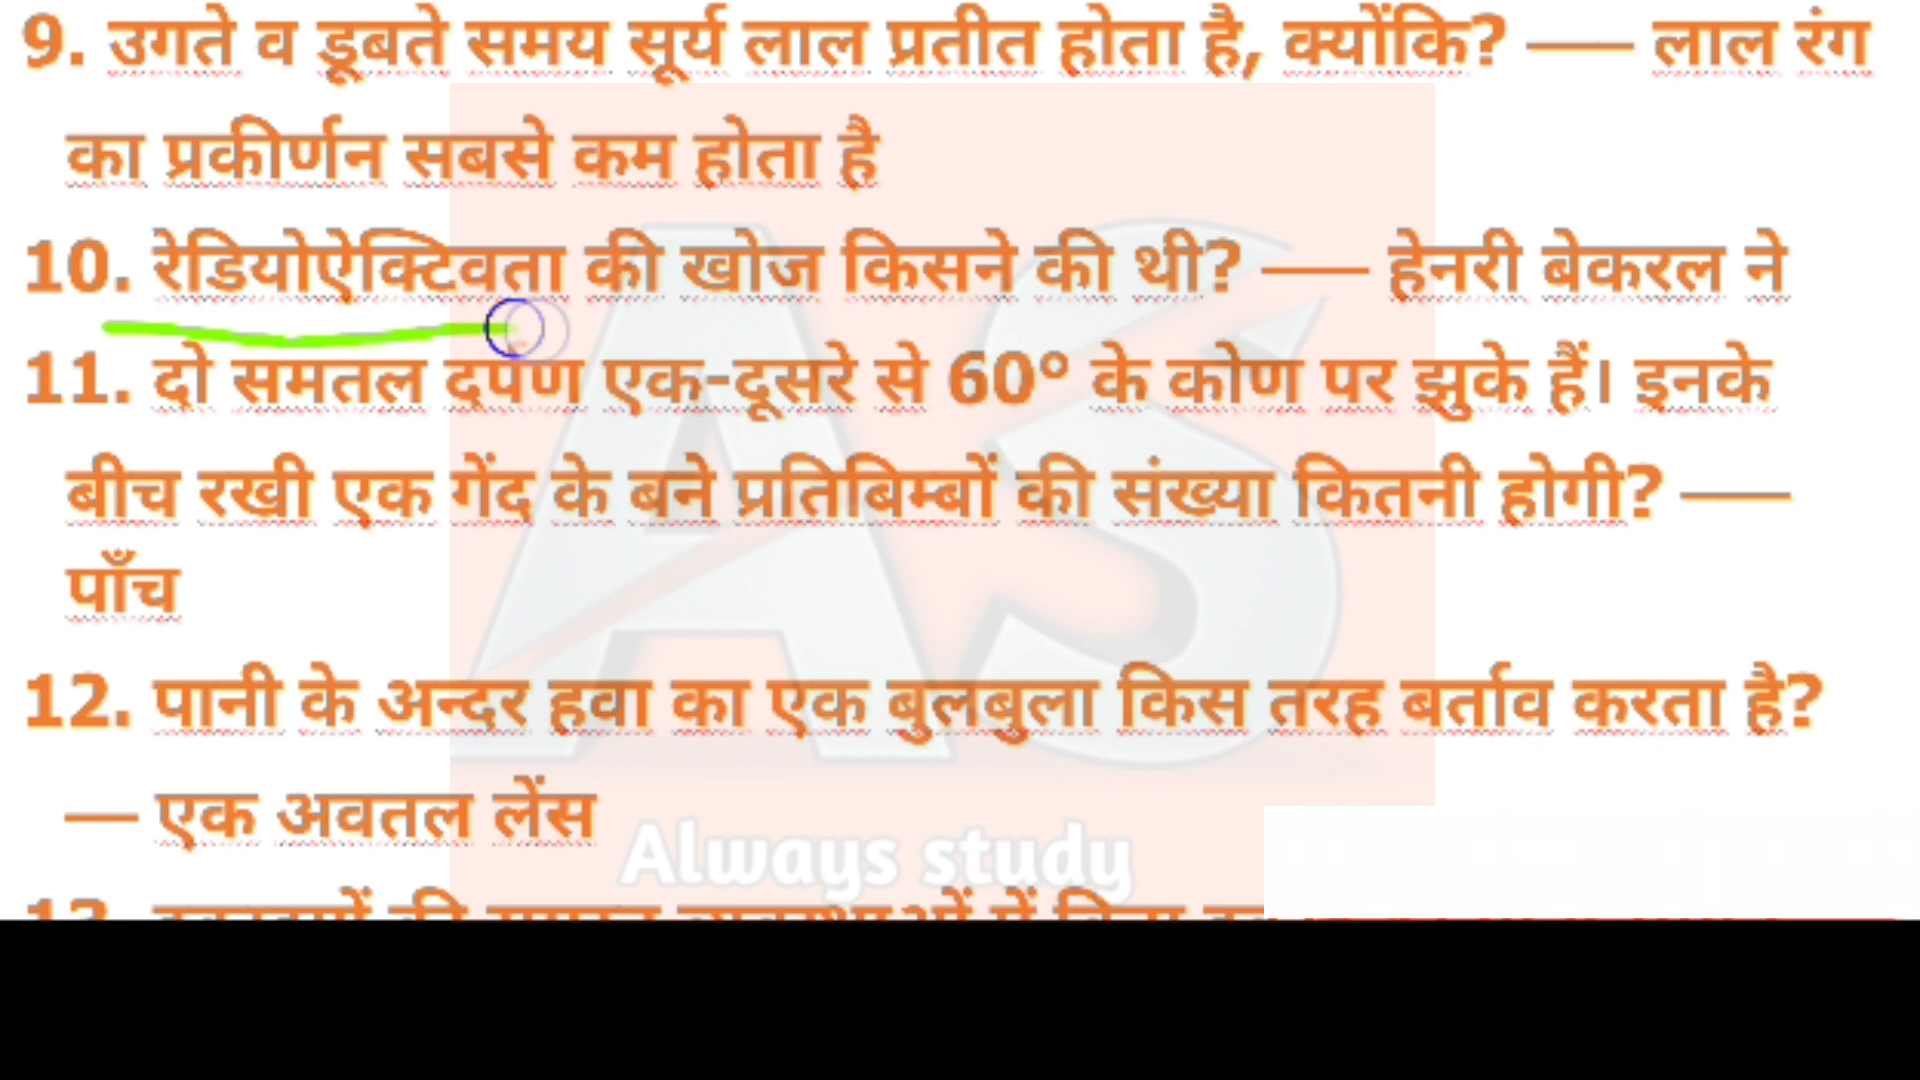 9. उगते व डूबते समय सूर्य लाल प्रतीत होता है, क्योंकि? — लाल रंग
का प्रकीर्णन सबसे कम होता है
10. रेडियोऐक्टिवता की खोज किसने की थी? — हेनरी बेकरल ने
11. दो समतल दर्पण एक-दूसरे से 60° के कोण पर झुके हैं। इनके
बीच रखी एक गेंद के बने प्रतिबिम्बों की संख्या कितनी होगी? —
पाँच
12. पानी के अन्दर हवा का एक बुलबुला किस तरह बर्ताव करता है?
— एक अवतल लेंस
AS
Always study
13.